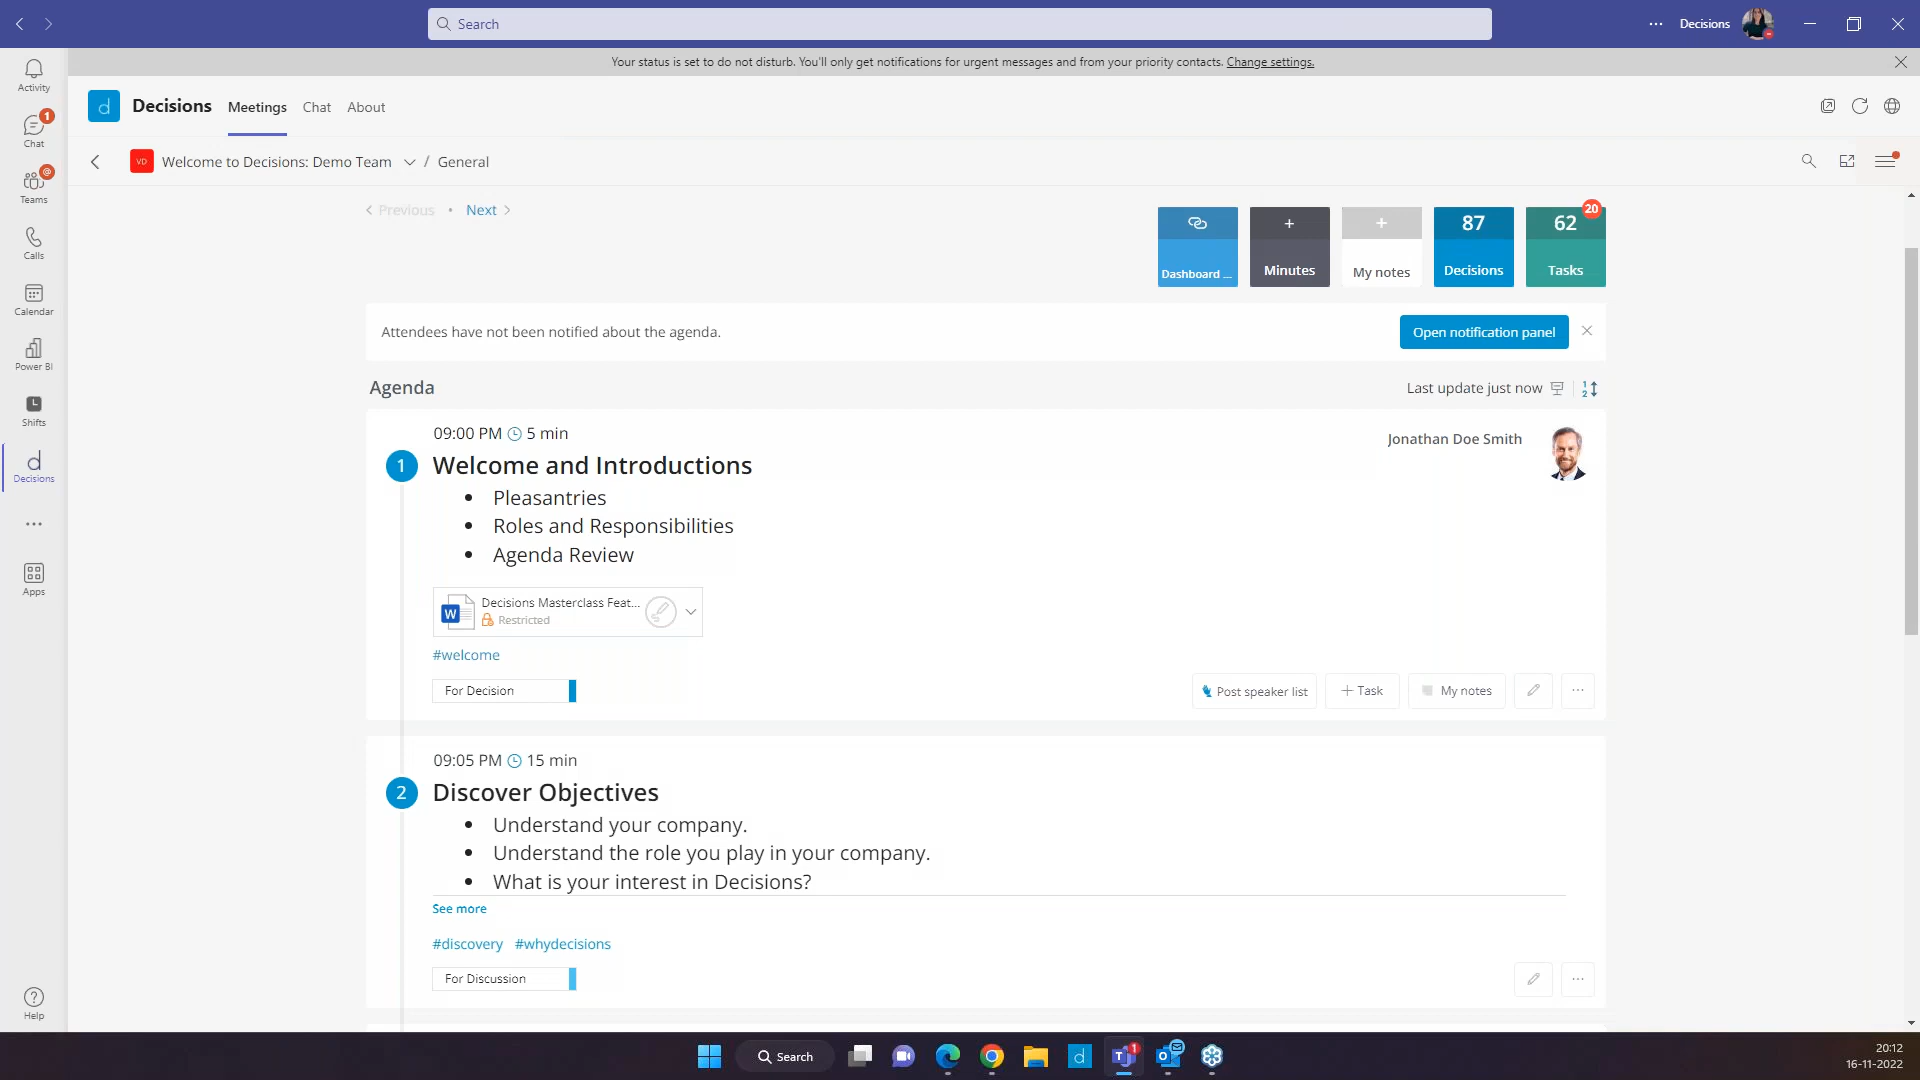 Search
Decisions
Your status is set to do not disturb. You'll only get notifications for urgent messages and from your priority contacts. Change settings.
Activity
1
Chat
@
Teams
Calls
Calendar
Power BI
Shifts
d
Decisions
Apps
Help
d Decisions Meetings Chat About
VD Welcome to Decisions: Demo Team / General
Previous • Next
Dashboard ...
+ Minutes
+ My notes
87 Decisions
20
62 Tasks
Attendees have not been notified about the agenda.
Open notification panel
Agenda
Last update just now
1
2
09:00 PM 5 min
Jonathan Doe Smith
1 Welcome and Introductions
• Pleasantries
• Roles and Responsibilities
• Agenda Review
W Decisions Masterclass Feat...
Restricted
#welcome
For Decision
Post speaker list
+ Task
My notes
...
09:05 PM 15 min
2 Discover Objectives
• Understand your company.
• Understand the role you play in your company.
• What is your interest in Decisions?
See more
#discovery #whydecisions
For Discussion
...
Search
d
1
20:12
16-11-2022